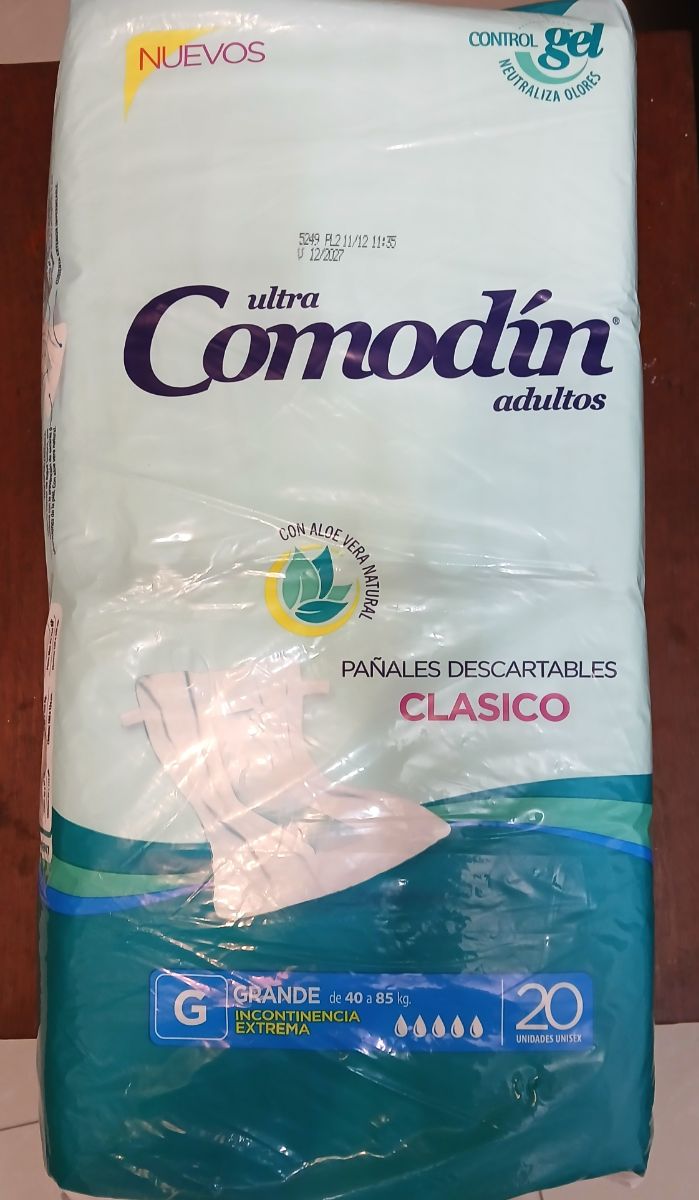 NUEVOS
CONTROL gel
NEUTRALIZA OLORES
5249 PL2 11/12 11:35
V 12/2027
ultra
Comodín®
adultos
CON ALOE VERA NATURAL
PAÑALES DESCARTABLES
CLASICO
G
GRANDE de 40 a 85 kg.
INCONTINENCIA
EXTREMA
20
UNIDADES UNISEX